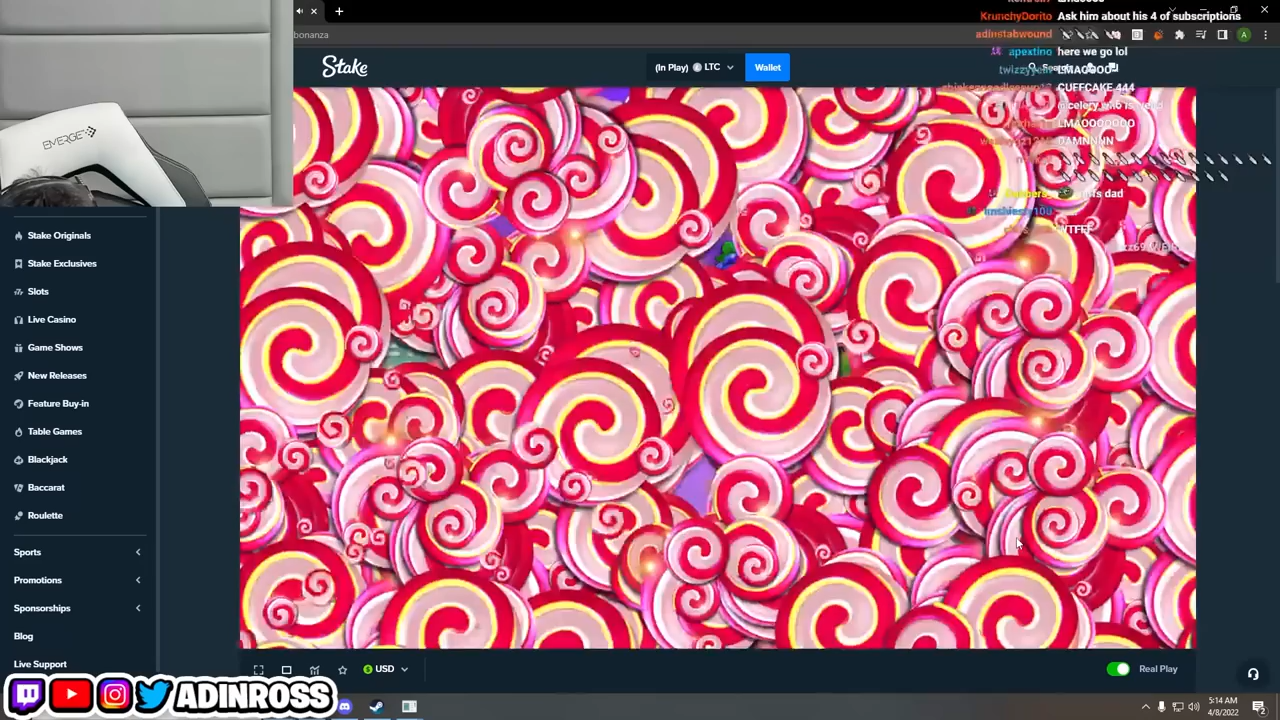 bonanza
KrunchyDorito Ask him about his 4 of subscriptions
adinstabwound
A
apextino here we go lol
LMAOOOO
CUFFCAKE.444
LMAOOOOOOO
DAMNNNN
dad
WTFFF
EMERGE
Stake
(In Play) LTC
Wallet
Stake Originals
Stake Exclusives
Slots
Live Casino
Game Shows
New Releases
Feature Buy-in
Table Games
Blackjack
Baccarat
Roulette
Sports
Promotions
Sponsorships
Blog
Live Support
USD
Real Play
ADINROSS
5:14 AM
4/8/2022